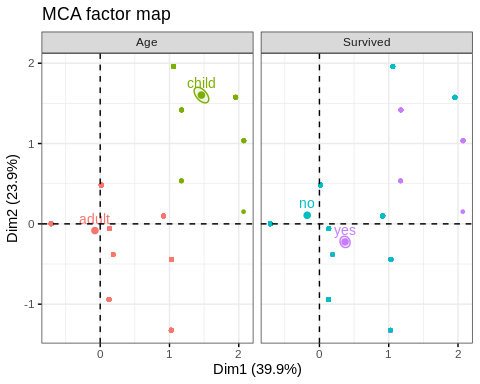 MCA factor map
Age
Survived
child
adult
no
yes
2
1
0
-1
Dim2 (23.9%)
0
1
2
0
1
2
Dim1 (39.9%)